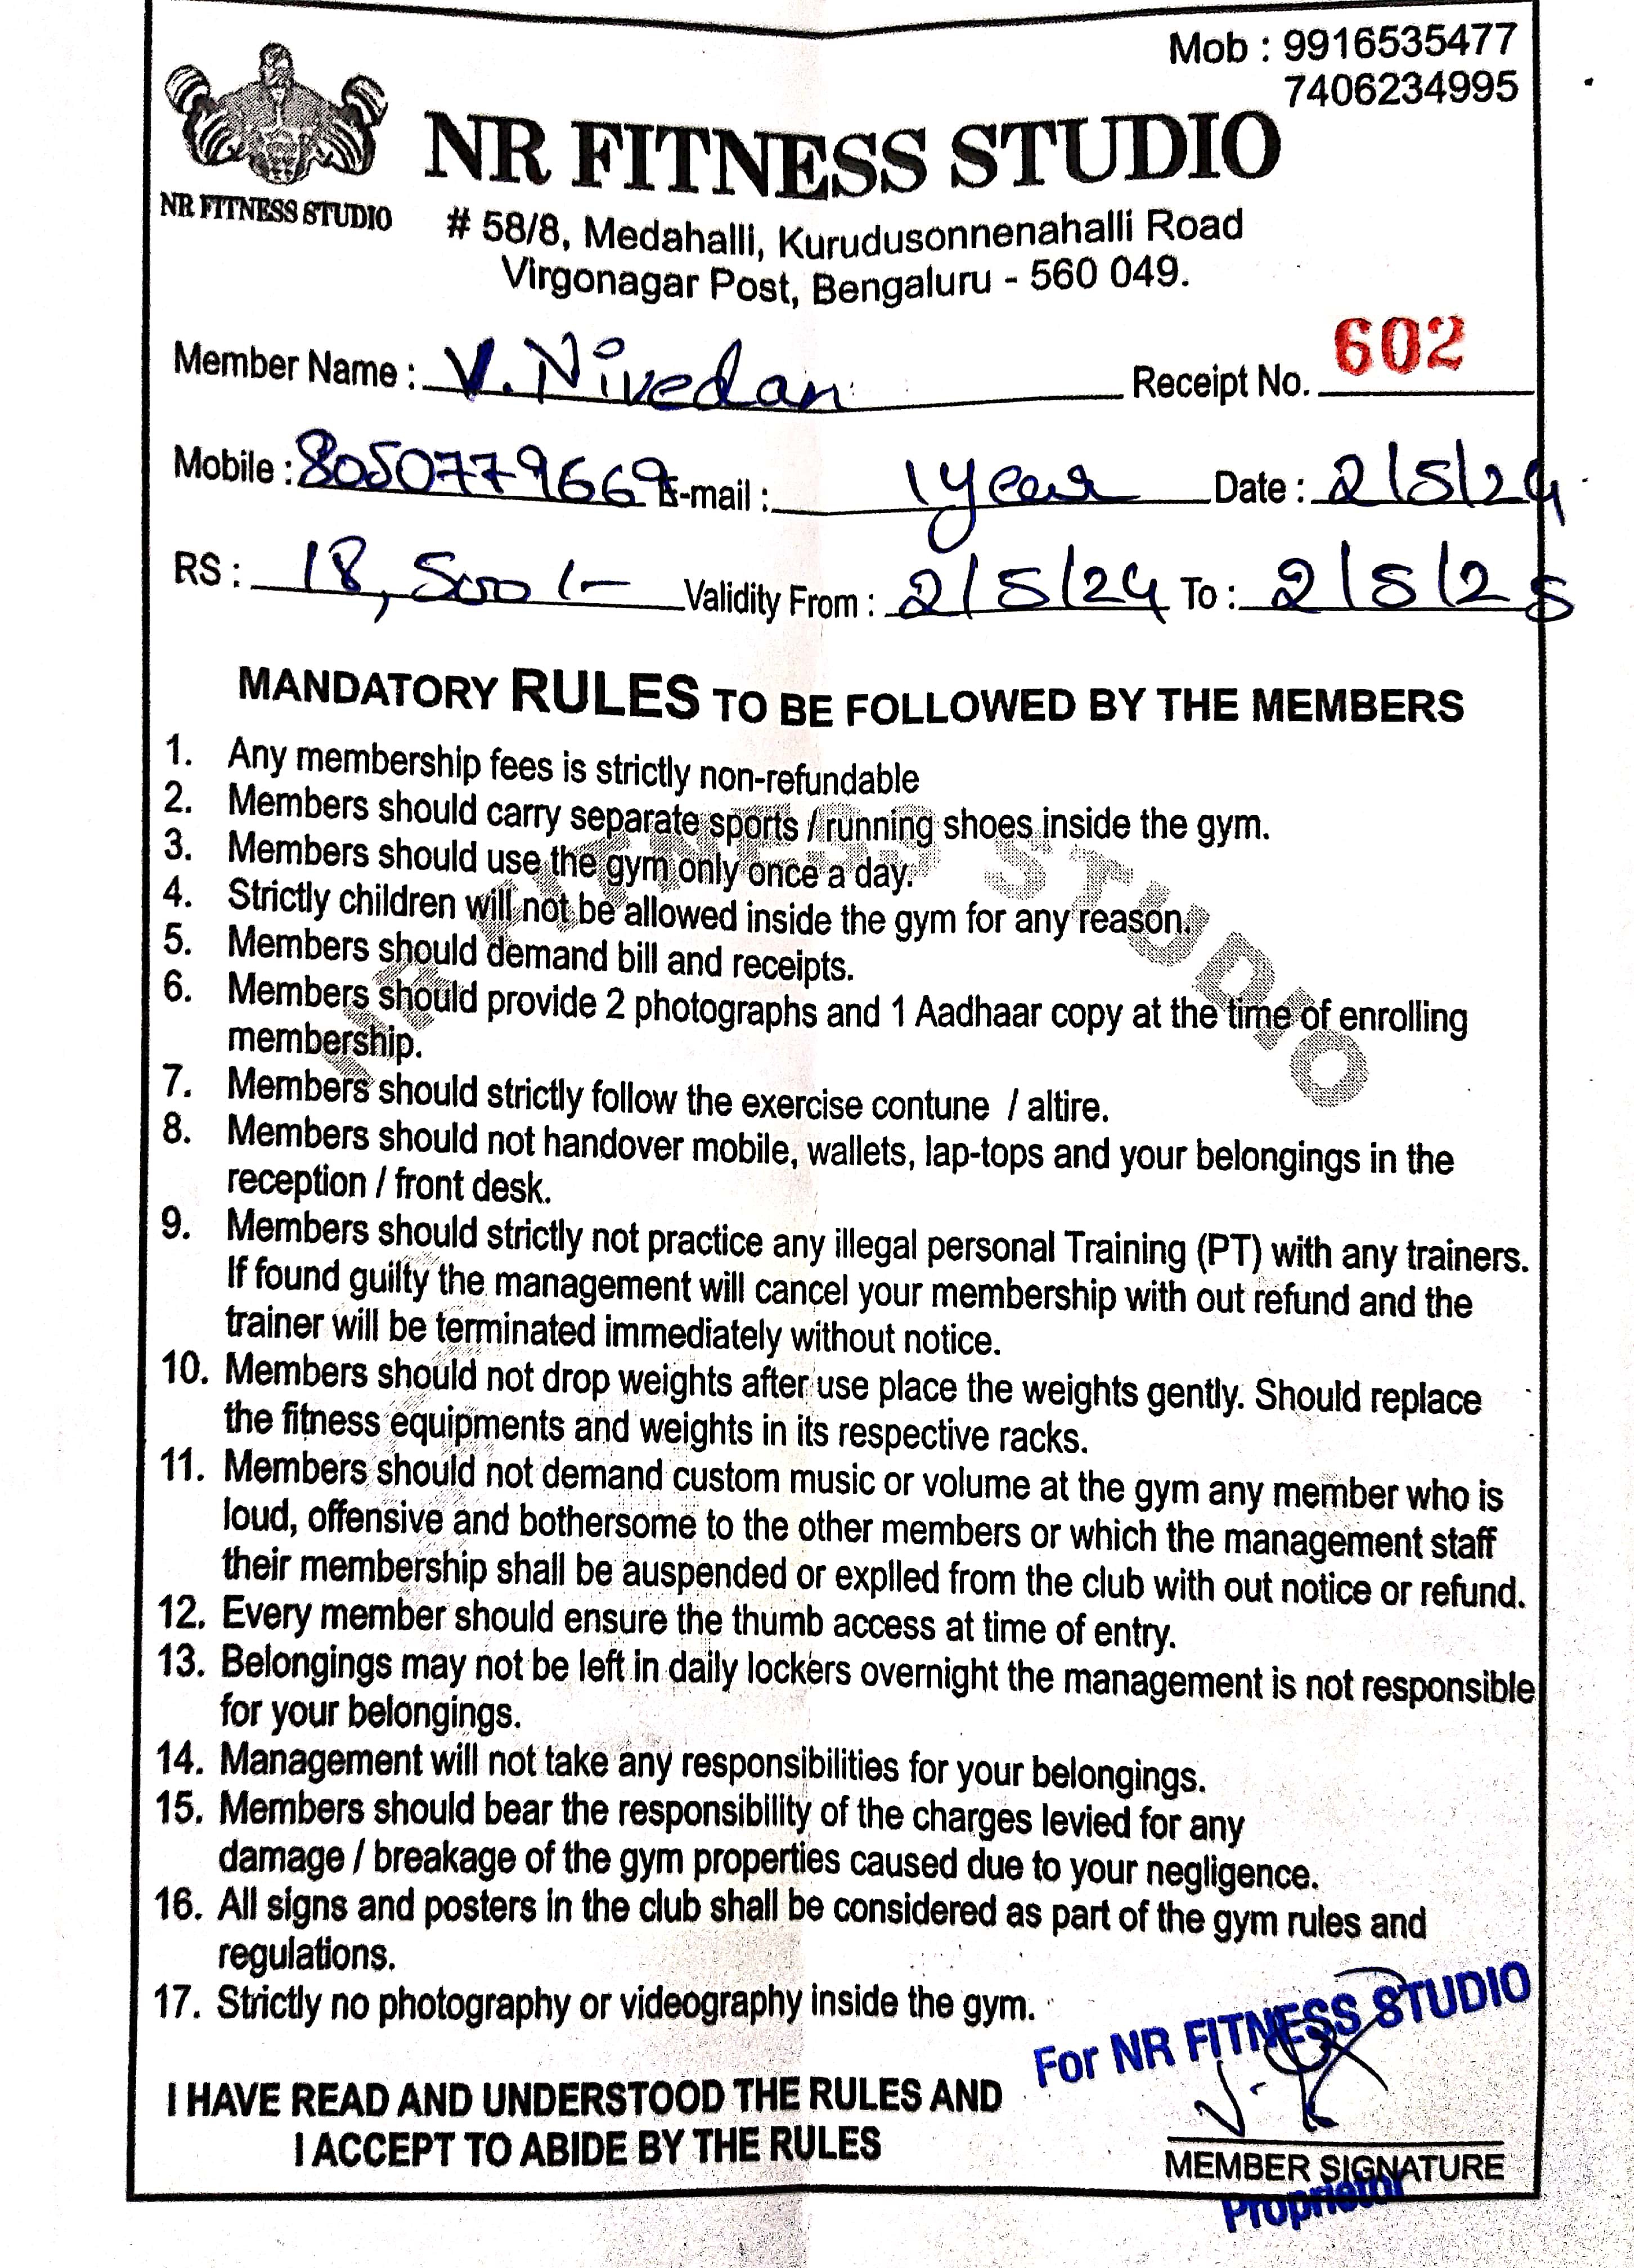 Mob : 9916535477
7406234995
NR FITNESS STUDIO
NR FITNESS STUDIO
# 58/8, Medahalli, Kurudusonnenahalli Road
Virgonagar Post, Bengaluru - 560 049.
Member Name : V. Nivedan Receipt No. 602
Mobile : 8050779669 E-mail : 1 year Date : 2/5/24
RS : 18,500/- Validity From : 2/5/24 To : 2/5/25
MANDATORY RULES TO BE FOLLOWED BY THE MEMBERS
1. Any membership fees is strictly non-refundable
2. Members should carry separate sports / running shoes inside the gym.
3. Members should use the gym only once a day.
4. Strictly children will not be allowed inside the gym for any reason.
5. Members should demand bill and receipts.
6. Members should provide 2 photographs and 1 Aadhaar copy at the time of enrolling
membership.
7. Members should strictly follow the exercise contune / altire.
8. Members should not handover mobile, wallets, lap-tops and your belongings in the
reception / front desk.
9. Members should strictly not practice any illegal personal Training (PT) with any trainers.
If found guilty the management will cancel your membership with out refund and the
trainer will be terminated immediately without notice.
10. Members should not drop weights after use place the weights gently. Should replace
the fitness equipments and weights in its respective racks.
11. Members should not demand custom music or volume at the gym any member who is
loud, offensive and bothersome to the other members or which the management staff
their membership shall be auspended or explled from the club with out notice or refund.
12. Every member should ensure the thumb access at time of entry.
13. Belongings may not be left in daily lockers overnight the management is not responsible
for your belongings.
14. Management will not take any responsibilities for your belongings.
15. Members should bear the responsibility of the charges levied for any
damage / breakage of the gym properties caused due to your negligence.
16. All signs and posters in the club shall be considered as part of the gym rules and
regulations.
17. Strictly no photography or videography inside the gym.
NR FITNESS STUDIO
For NR FITNESS STUDIO
I HAVE READ AND UNDERSTOOD THE RULES AND
I ACCEPT TO ABIDE BY THE RULES
MEMBER SIGNATURE
Proprietor